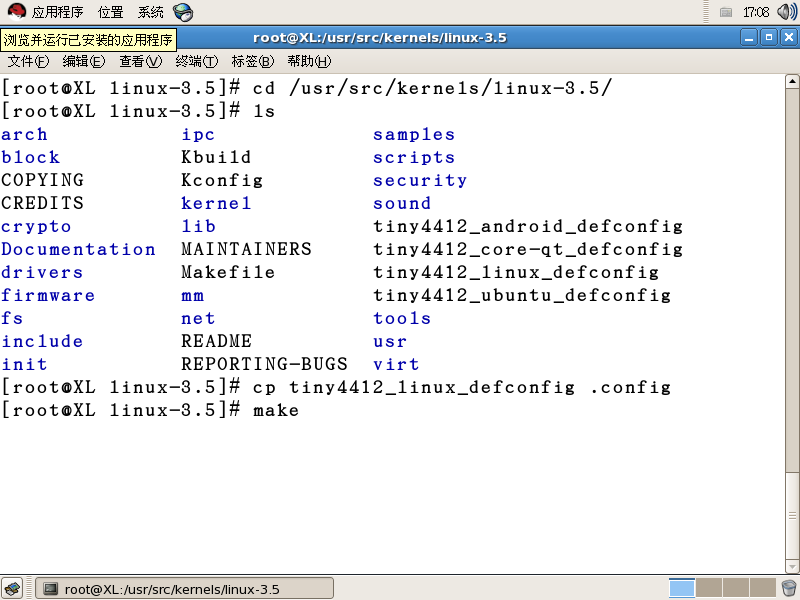 应用程序 位置 系统 17:08
浏览并运行已安装的应用程序 root@XL:/usr/src/kernels/linux-3.5
文件(F) 编辑(E) 查看(V) 终端(T) 标签(B) 帮助(H)
[root@XL linux-3.5]# cd /usr/src/kernels/linux-3.5/
[root@XL linux-3.5]# ls
arch ipc samples
block Kbuild scripts
COPYING Kconfig security
CREDITS kernel sound
crypto lib tiny4412_android_defconfig
Documentation MAINTAINERS tiny4412_core-qt_defconfig
drivers Makefile tiny4412_linux_defconfig
firmware mm tiny4412_ubuntu_defconfig
fs net tools
include README usr
init REPORTING-BUGS virt
[root@XL linux-3.5]# cp tiny4412_linux_defconfig .config
[root@XL linux-3.5]# make
root@XL:/usr/src/kernels/linux-3.5